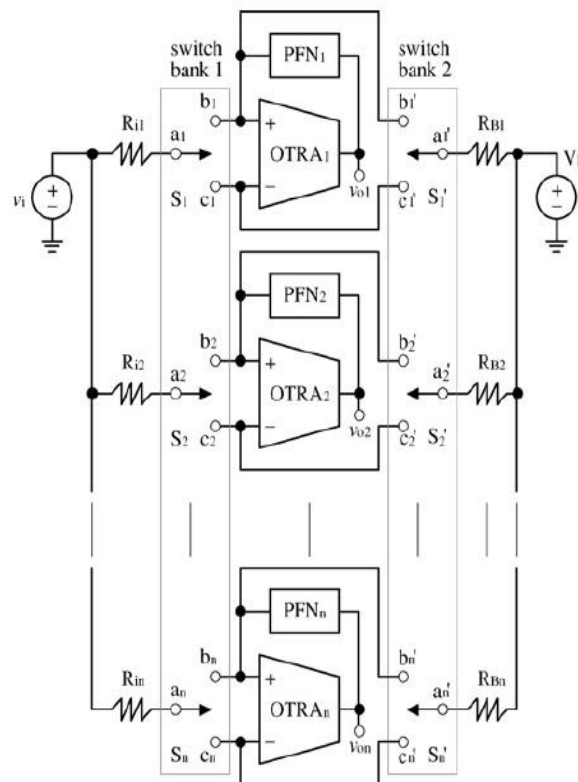 switch bank 1
switch bank 2
PFN1
b1
b1'
Ri1
a1
+
OTRA1
a1'
RB1
vi
+
−
S1
c1
−
vo1
c1'
S1'
+
−
PFN2
b2
b2'
Ri2
a2
+
OTRA2
a2'
RB2
S2
c2
−
vo2
c2'
S2'
PFNn
bn
bn'
Rin
an
+
OTRAn
an'
RBn
Sn
cn
−
von
cn'
Sn'